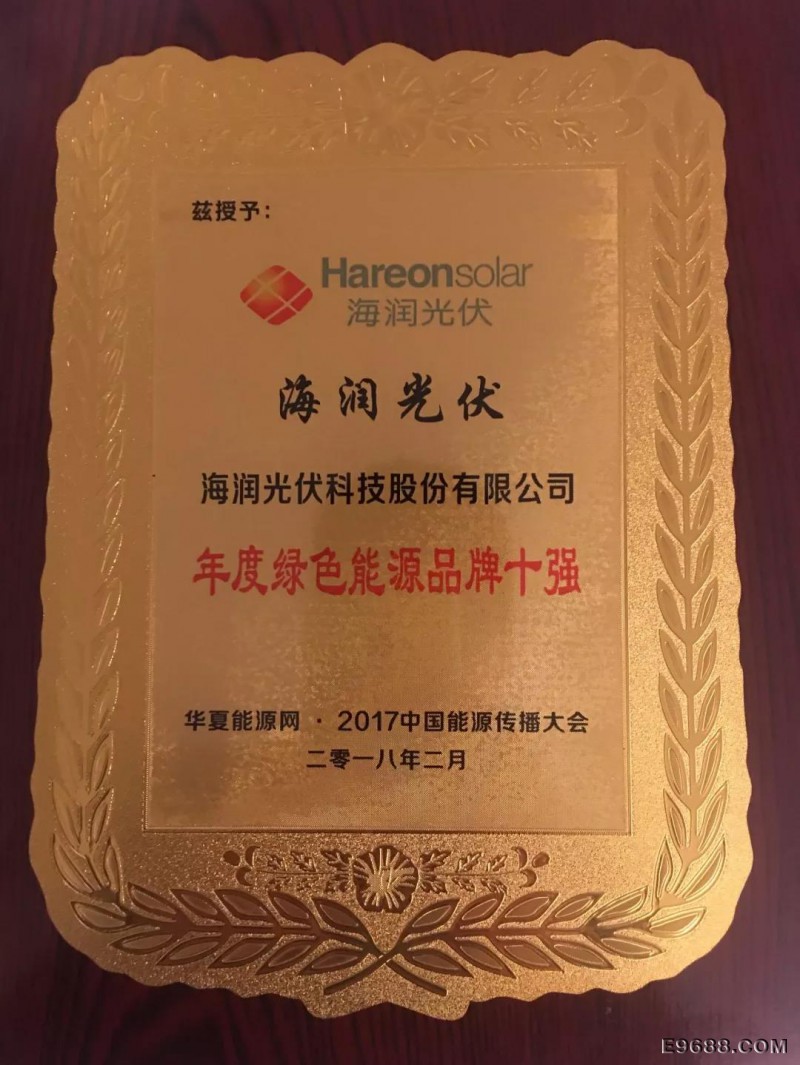 兹授予：
Hareonsolar
海润光伏
海润光伏
海润光伏科技股份有限公司
年度绿色能源品牌十强
华夏能源网·2017中国能源传播大会
二零一八年二月
E9688.COM